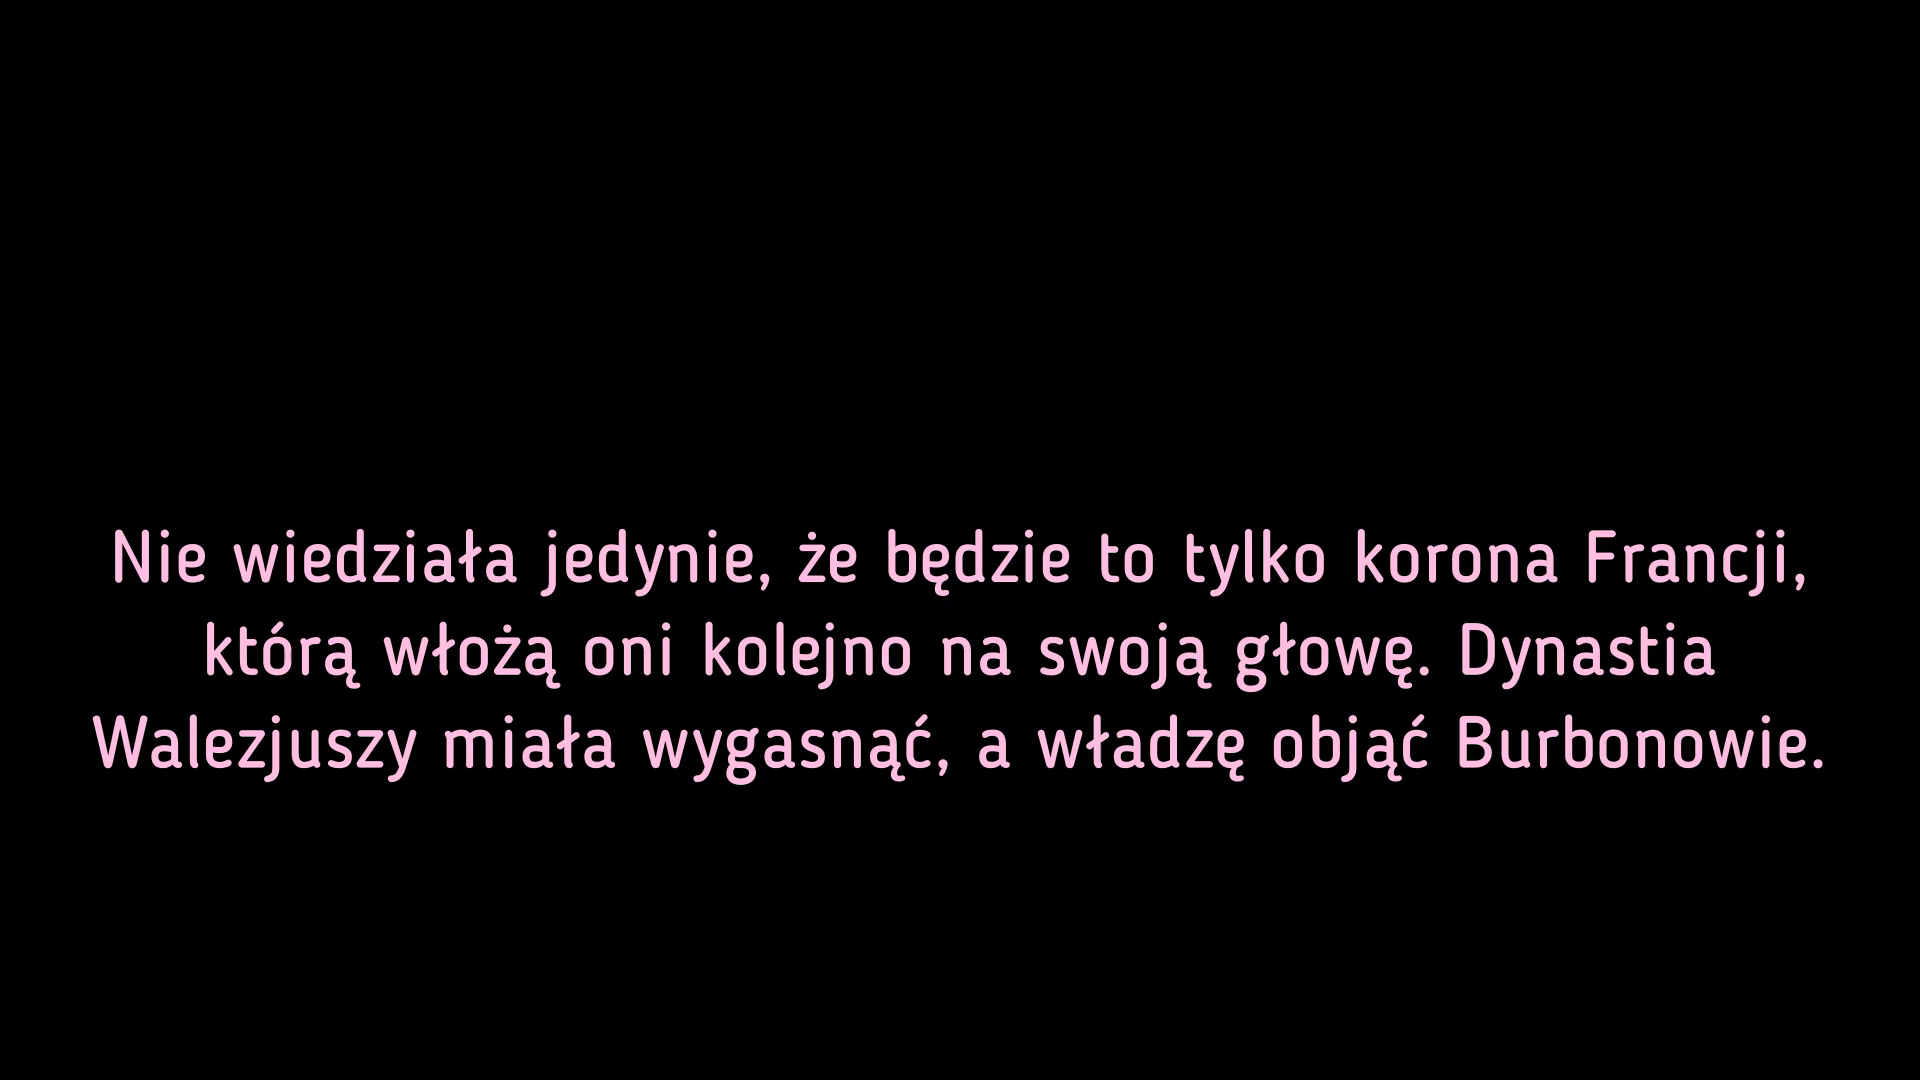 Nie wiedziała jedynie, że będzie to tylko korona Francji,
którą włożą oni kolejno na swoją głowę. Dynastia
Walezjuszy miała wygasnąć, a władzę objąć Burbonowie.